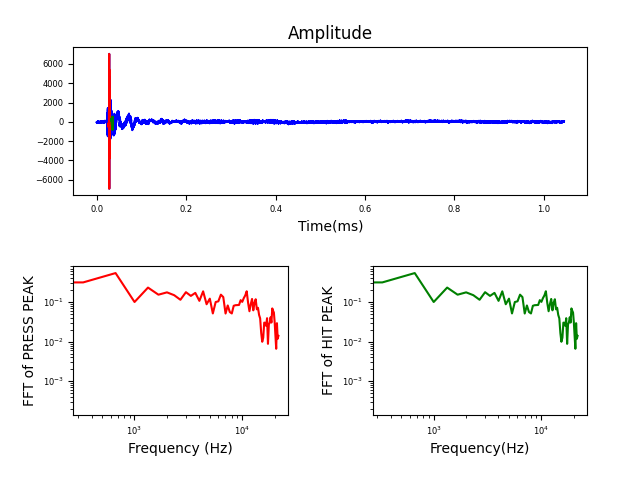 Amplitude
6000
4000
2000
0
−2000
−4000
−6000
0.0 0.2 0.4 0.6 0.8 1.0
Time(ms)
FFT of PRESS PEAK
10⁻¹
10⁻²
10⁻³
10³ 10⁴
Frequency (Hz)
FFT of HIT PEAK
10⁻¹
10⁻²
10⁻³
10³ 10⁴
Frequency(Hz)